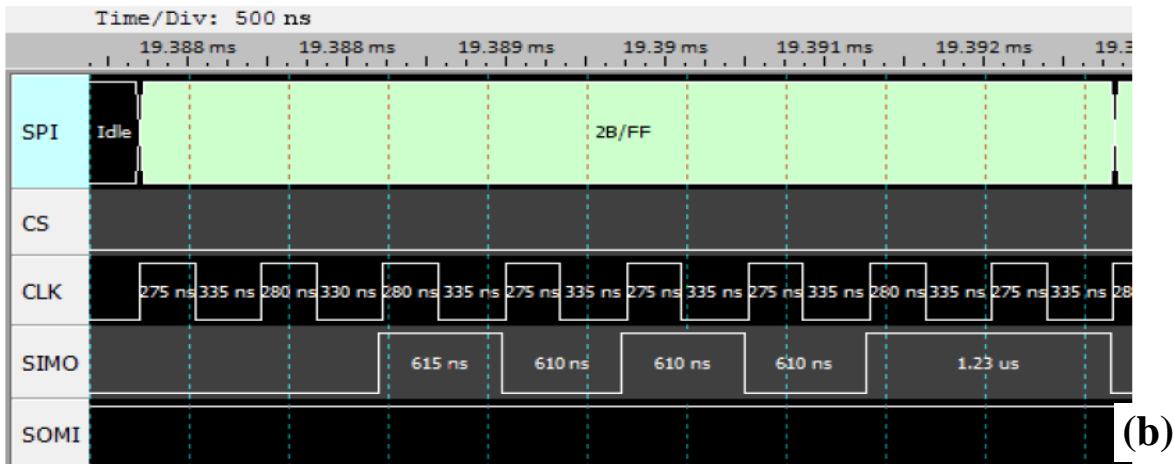 Time/Div: 500 ns
19.388 ms 19.388 ms 19.389 ms 19.39 ms 19.391 ms 19.392 ms 19.3
SPI Idle 2B/FF
CS
CLK 275 ns 335 ns 280 ns 330 ns 280 ns 335 ns 275 ns 335 ns 275 ns 335 ns 275 ns 335 ns 280 ns 335 ns 275 ns 335 ns 28
SIMO 615 ns 610 ns 610 ns 610 ns 1.23 us
SOMI
(b)